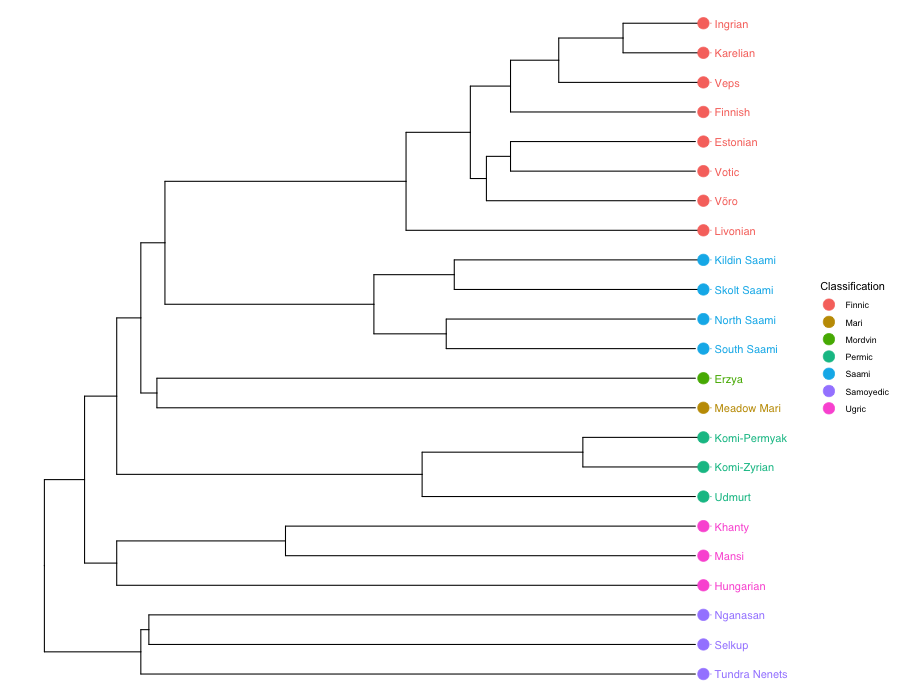 Ingrian
Karelian
Veps
Finnish
Estonian
Votic
Võro
Livonian
Kildin Saami
Skolt Saami
North Saami
South Saami
Erzya
Meadow Mari
Komi-Permyak
Komi-Zyrian
Udmurt
Khanty
Mansi
Hungarian
Nganasan
Selkup
Tundra Nenets
Classification
Finnic
Mari
Mordvin
Permic
Saami
Samoyedic
Ugric